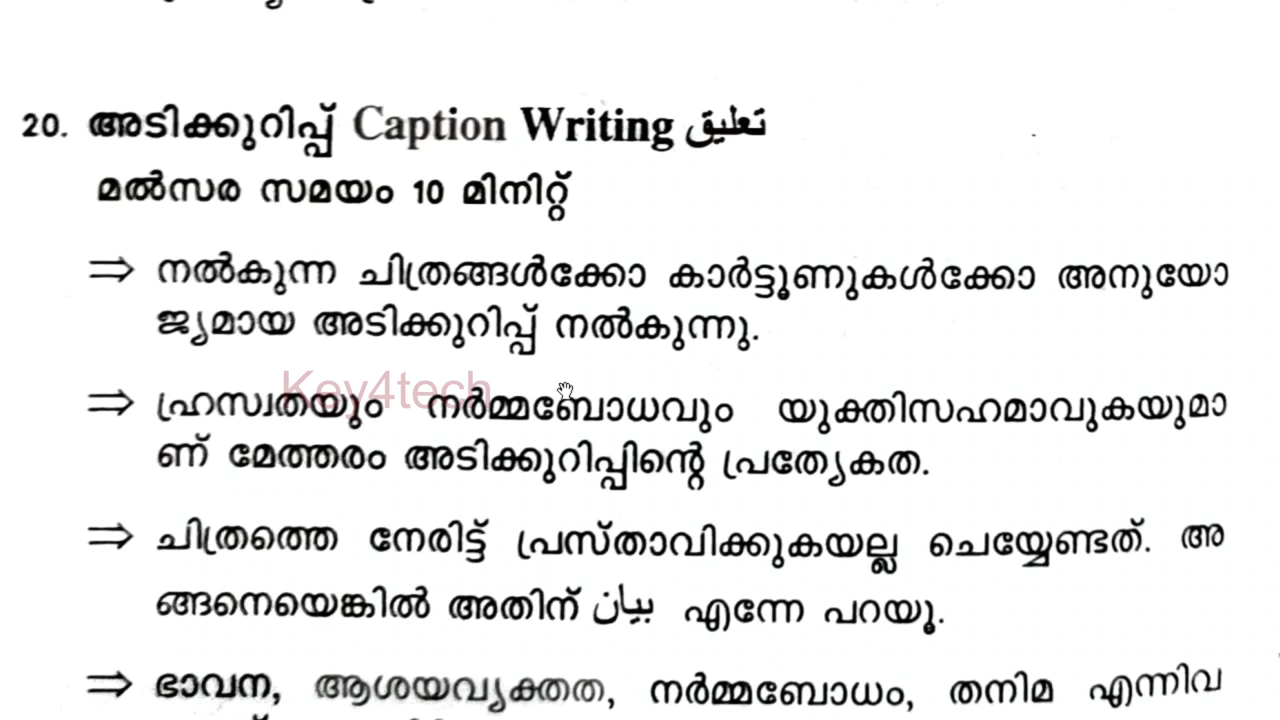 20. അടിക്കുറിപ്പ് Caption Writing تعليق
മൽസര സമയം 10 മിനിറ്റ്
⇒ നൽകുന്ന ചിത്രങ്ങൾക്കോ കാർട്ടൂണുകൾക്കോ അനുയോ
ജ്യമായ അടിക്കുറിപ്പ് നൽകുന്നു.
Key4tech
⇒ ഹ്രസ്വതയും നർമ്മബോധവും യുക്തിസഹമാവുകയുമാ
ണ് മേത്തരം അടിക്കുറിപ്പിന്റെ പ്രത്യേകത.
⇒ ചിത്രത്തെ നേരിട്ട് പ്രസ്താവിക്കുകയല്ല ചെയ്യേണ്ടത്. അ
ങ്ങനെയെങ്കിൽ അതിന് بيان എന്നേ പറയൂ.
⇒ ഭാവന, ആശയവ്യക്തത, നർമ്മബോധം, തനിമ എന്നിവ